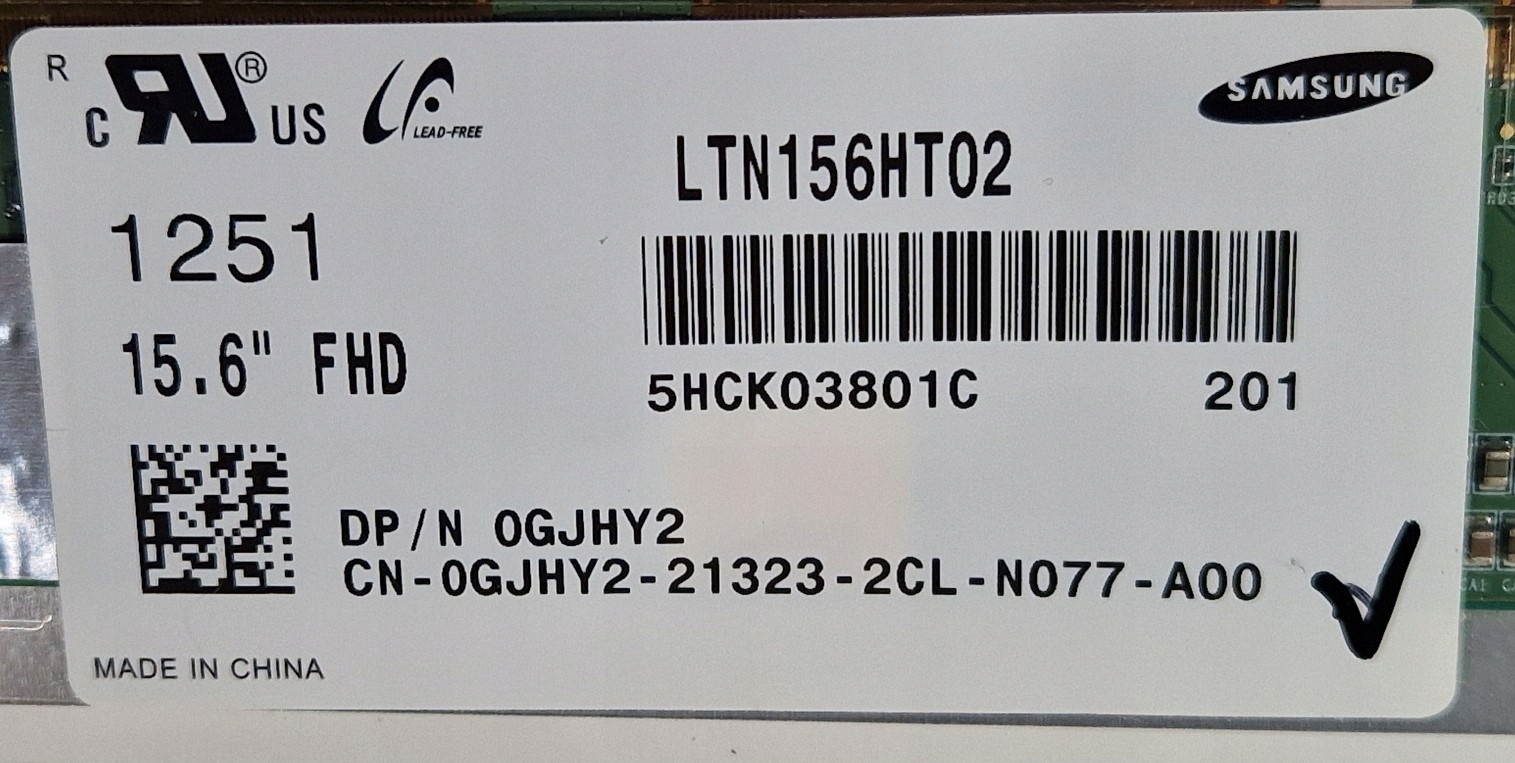 R
c RU ® US LEAD-FREE
SAMSUNG
LTN156HT02
1251
15.6" FHD
5HCK03801C 201
DP/N 0GJHY2
CN-0GJHY2-21323-2CL-N077-A00
MADE IN CHINA